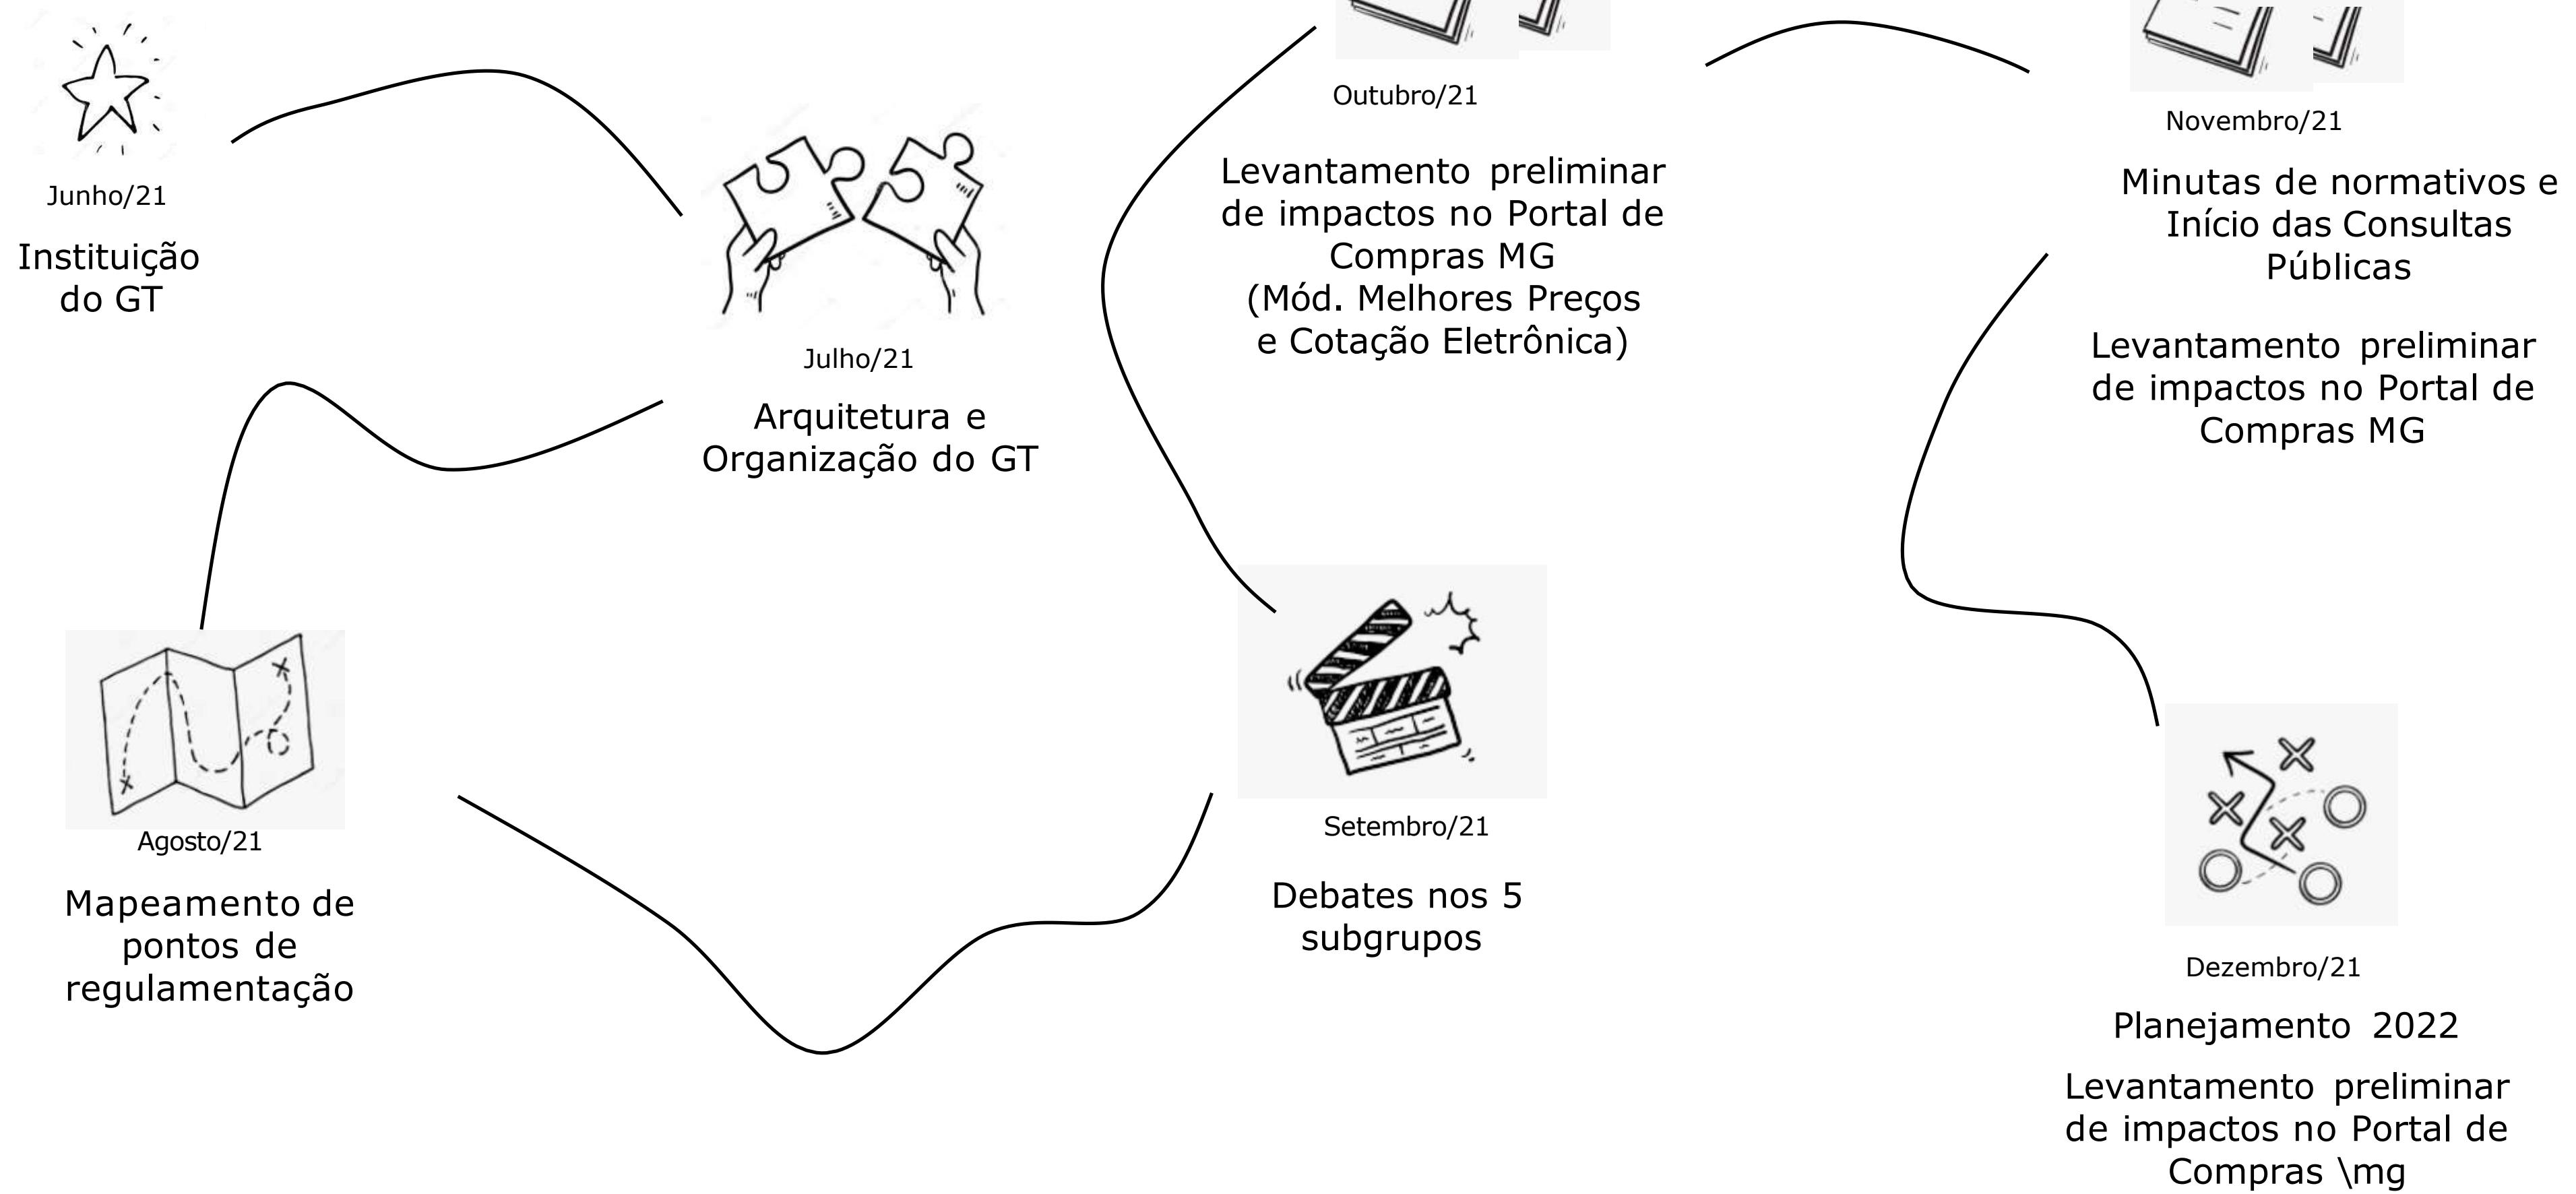 Junho/21
Instituição
do GT
Julho/21
Arquitetura e
Organização do GT
Agosto/21
Mapeamento de
pontos de
regulamentação
Setembro/21
Debates nos 5
subgrupos
Outubro/21
Levantamento preliminar
de impactos no Portal de
Compras MG
(Mód. Melhores Preços
e Cotação Eletrônica)
Novembro/21
Minutas de normativos e
Início das Consultas
Públicas
Levantamento preliminar
de impactos no Portal de
Compras MG
Dezembro/21
Planejamento 2022
Levantamento preliminar
de impactos no Portal de
Compras \mg